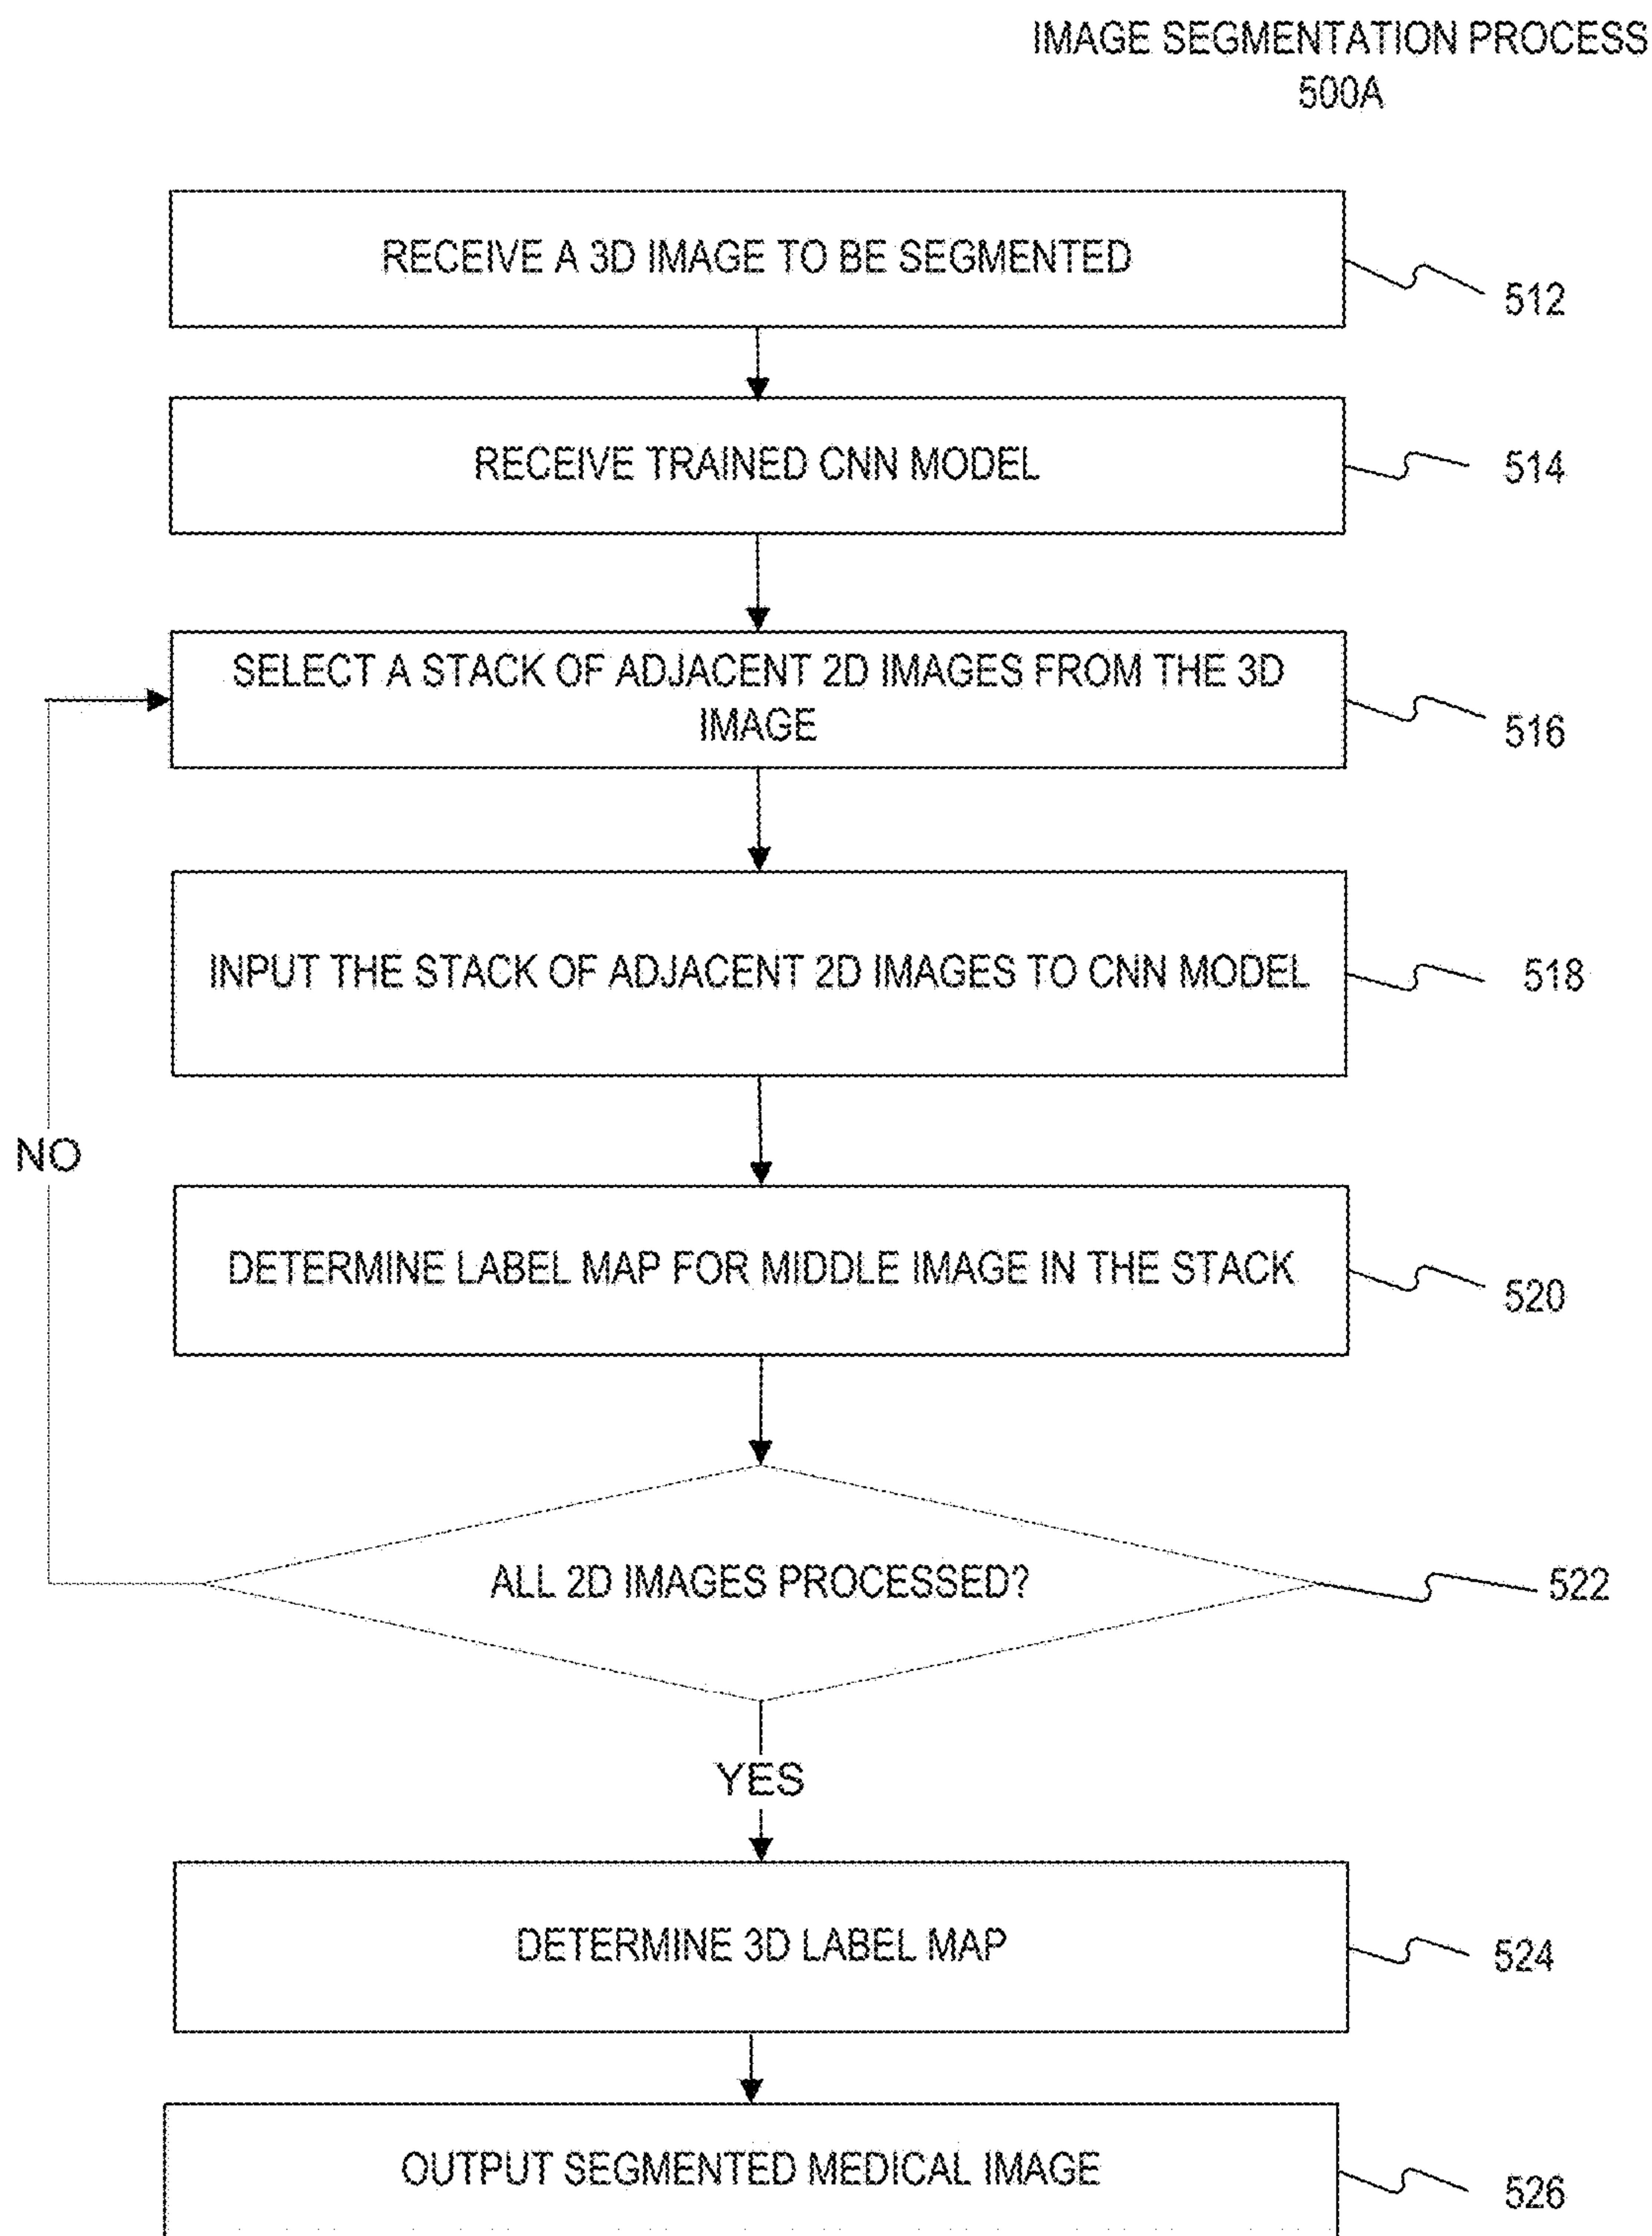 IMAGE SEGMENTATION PROCESS
500A
RECEIVE A 3D IMAGE TO BE SEGMENTED
512
RECEIVE TRAINED CNN MODEL
514
SELECT A STACK OF ADJACENT 2D IMAGES FROM THE 3D
IMAGE
516
INPUT THE STACK OF ADJACENT 2D IMAGES TO CNN MODEL
518
NO
DETERMINE LABEL MAP FOR MIDDLE IMAGE IN THE STACK
520
ALL 2D IMAGES PROCESSED?
522
YES
DETERMINE 3D LABEL MAP
524
OUTPUT SEGMENTED MEDICAL IMAGE
526